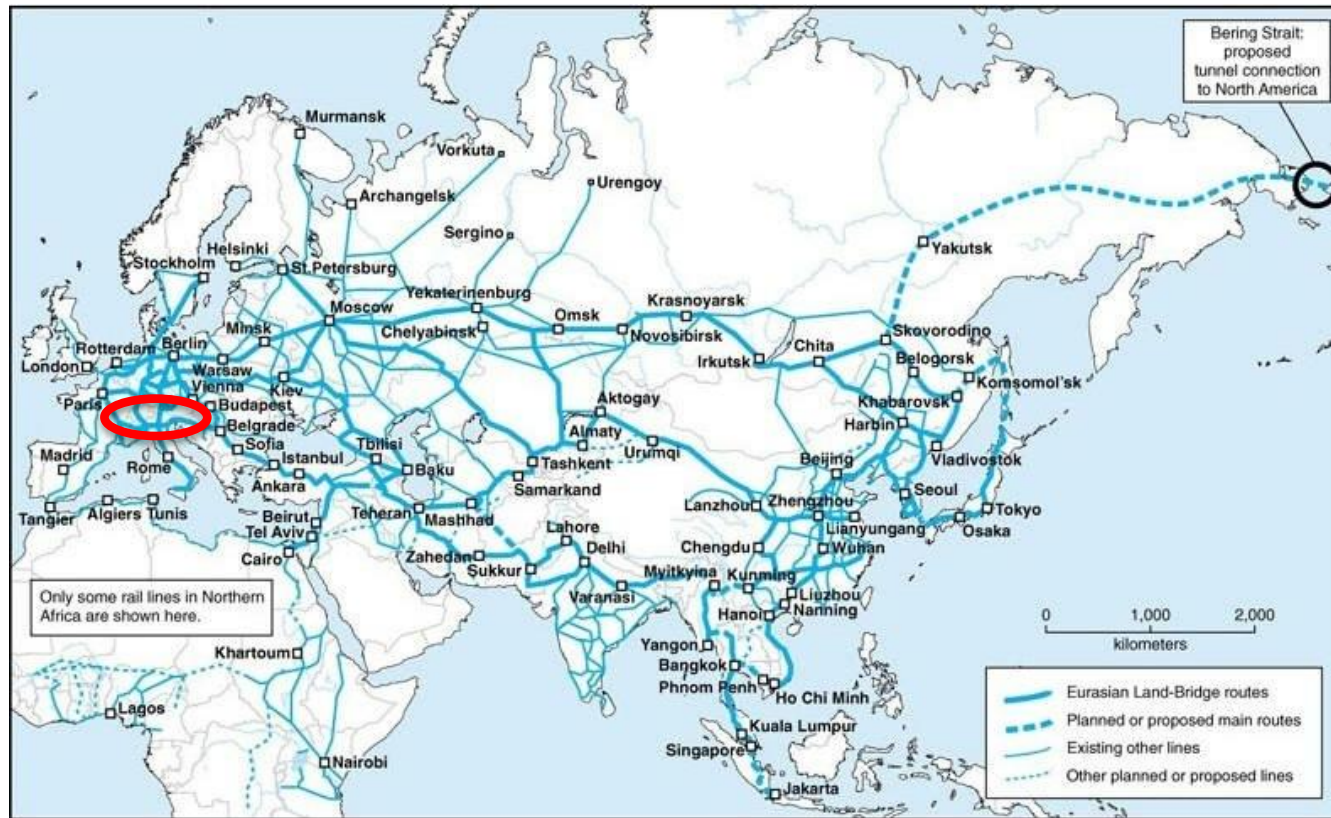 Bering Strait:
proposed
tunnel connection
to North America
Murmansk
Vorkuta
Urengoy
Archangelsk
Sergino
Yakutsk
Helsinki
Stockholm
St.Petersburg
Yekaterinenburg
Krasnoyarsk
Moscow
Omsk
Minsk
Chelyabinsk
Novosibirsk
Skovorodino
Rotterdam
Berlin
Irkutsk
Chita
Belogorsk
London
Warsaw
Komsomol'sk
Vienna
Kiev
Paris
Budapest
Aktogay
Khabarovsk
Belgrade
Harbin
Sofia
Tbilisi
Almaty
Madrid
Istanbul
Urumqi
Vladivostok
Rome
Baku
Tashkent
Beijing
Ankara
Samarkand
Seoul
Tangier
Algiers
Tunis
Beirut
Teheran
Mashhad
Lanzhou
Zhengzhou
Tokyo
Tel Aviv
Lahore
Lianyungang
Osaka
Cairo
Zahedan
Delhi
Chengdu
Wuhan
Sukkur
Myitkyina
Kunming
Varanasi
Liuzhou
Only some rail lines in Northern
Africa are shown here.
Hanoi
Nanning
0 1,000 2,000
kilometers
Khartoum
Yangon
Bangkok
Phnom Penh
Ho Chi Minh
Eurasian Land-Bridge routes
Lagos
Planned or proposed main routes
Kuala Lumpur
Singapore
Existing other lines
Nairobi
Other planned or proposed lines
Jakarta